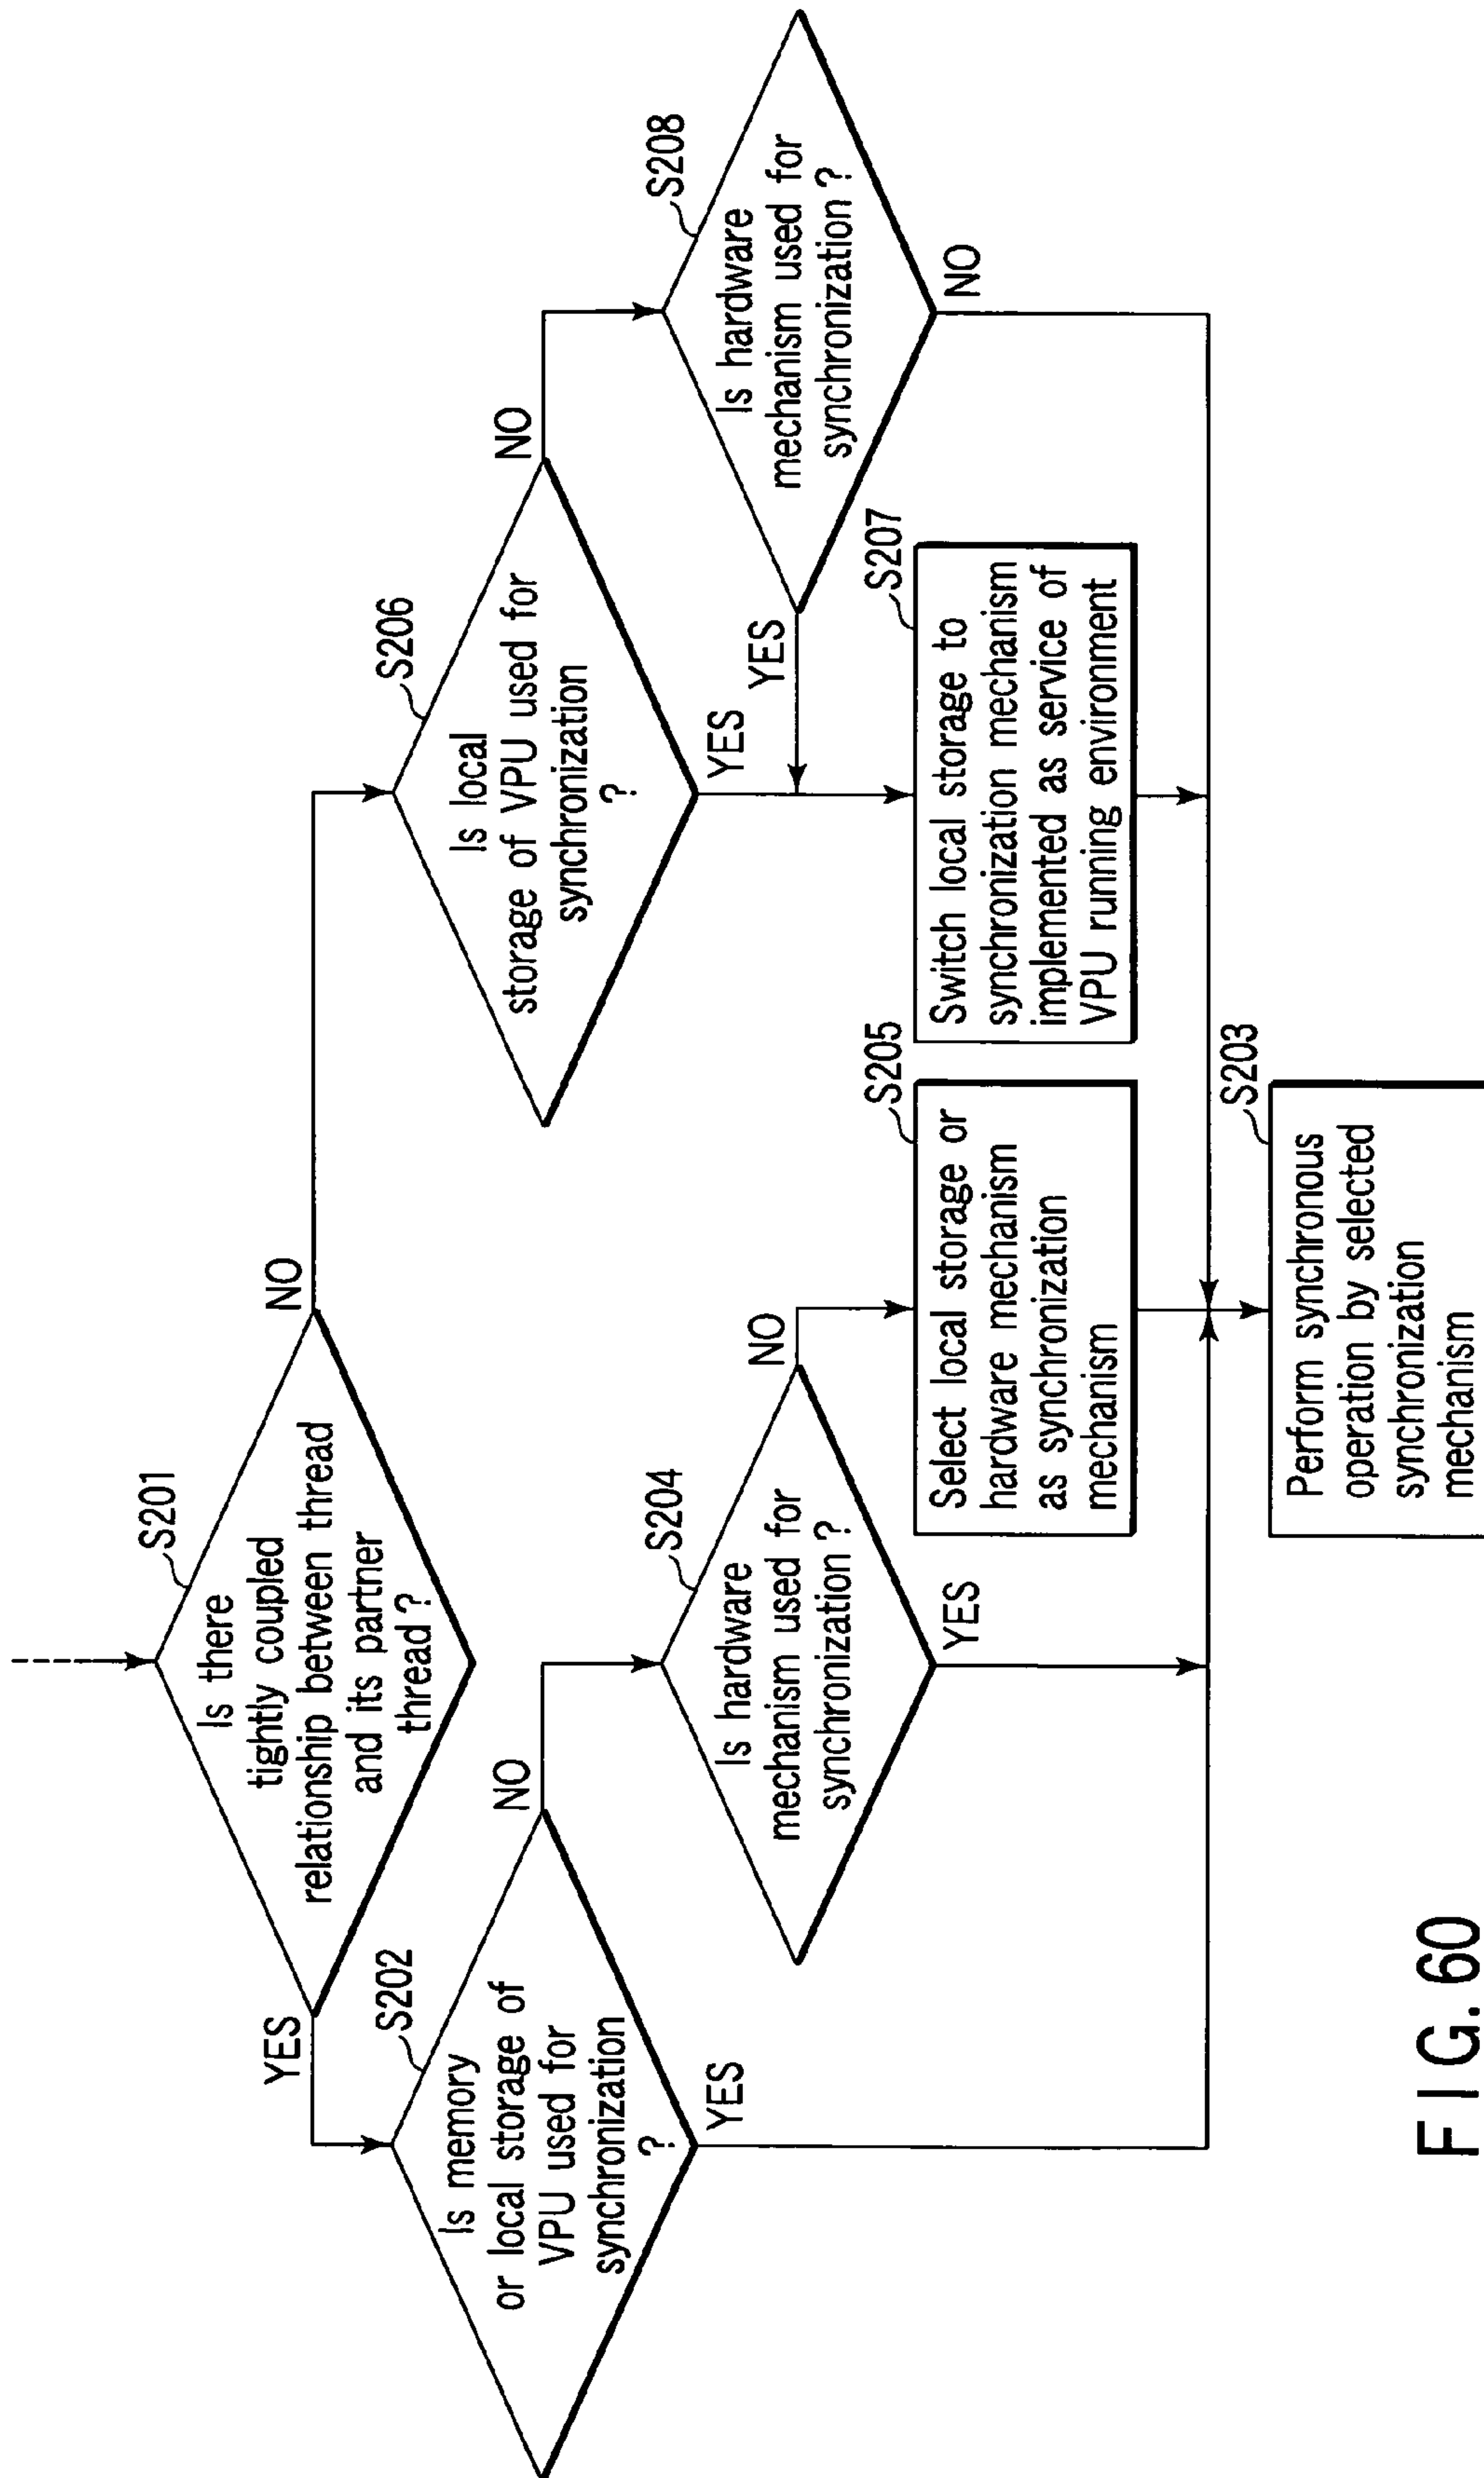 S201
Is there
tightly coupled
relationship between thread
and its partner
thread ?
YES
NO
S202
Is memory
or local storage of
VPU used for
synchronization
?
NO
YES
S206
Is local
storage of VPU used for
synchronization
?
NO
YES
S204
Is hardware
mechanism used for
synchronization ?
NO
YES
S208
Is hardware
mechanism used for
synchronization ?
YES
NO
S205
Select local storage or
hardware mechanism
as synchronization
mechanism
S207
Switch local storage to
synchronization mechanism
implemented as service of
VPU running environment
S203
Perform synchronous
operation by selected
synchronization
mechanism
FIG. 60